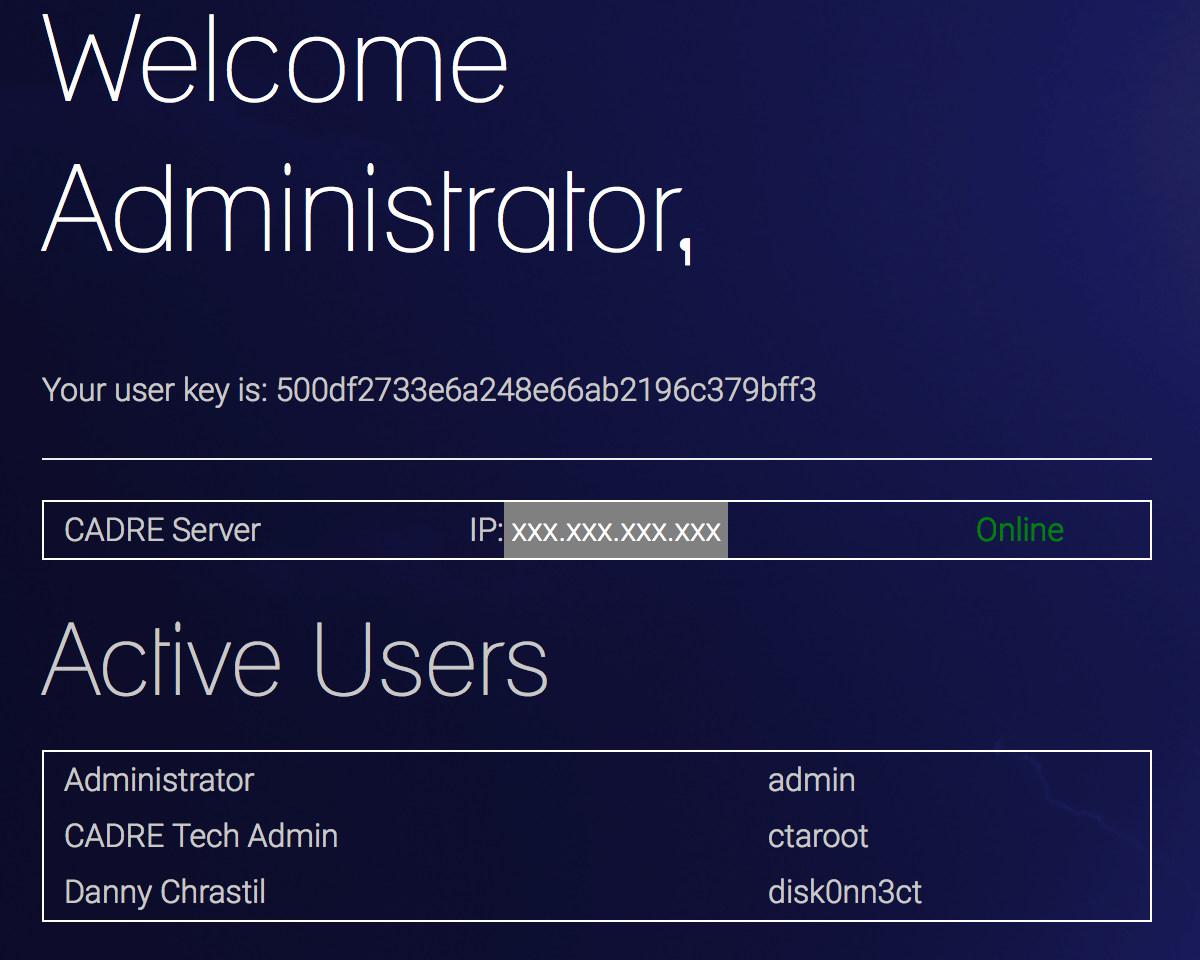 Welcome
Administrator,
Your user key is: 500df2733e6a248e66ab2196c379bff3
CADRE Server IP: xxx.xxx.xxx.xxx Online
Active Users
Administrator admin
CADRE Tech Admin ctaroot
Danny Chrastil disk0nn3ct